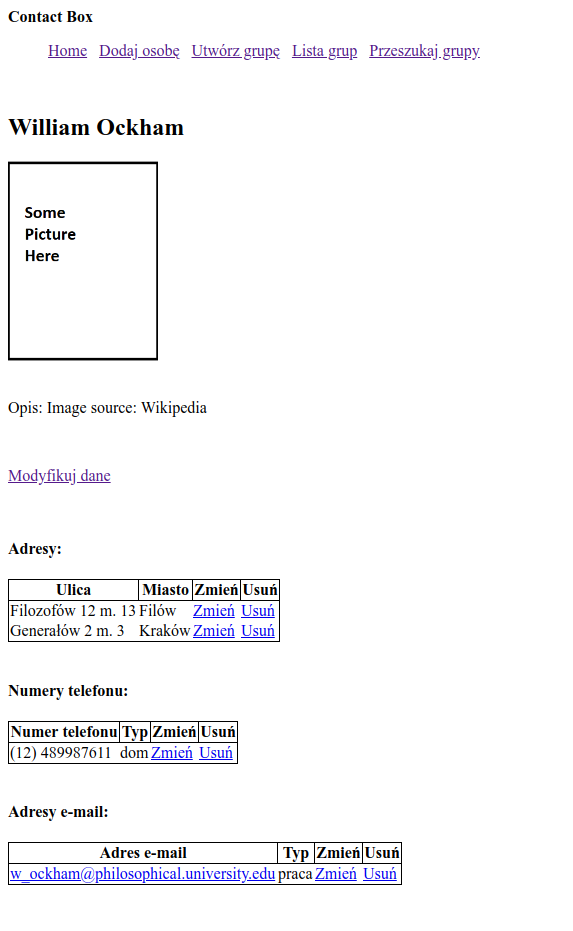 Contact Box
Home Dodaj osobę Utwórz grupę Lista grup Przeszukaj grupy
William Ockham
Some
Picture
Here
Opis: Image source: Wikipedia
Modyfikuj dane
Adresy:
Ulica Miasto Zmień Usuń
Filozofów 12 m. 13 Filów Zmień Usuń
Generałów 2 m. 3 Kraków Zmień Usuń
Numery telefonu:
Numer telefonu Typ Zmień Usuń
(12) 489987611 dom Zmień Usuń
Adresy e-mail:
Adres e-mail Typ Zmień Usuń
w_ockham@philosophical.university.edu praca Zmień Usuń